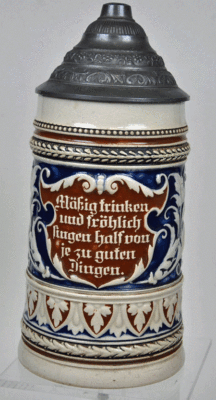 Mäßig trinken
und fröhlich
singen half von
je zu guten
Dingen.